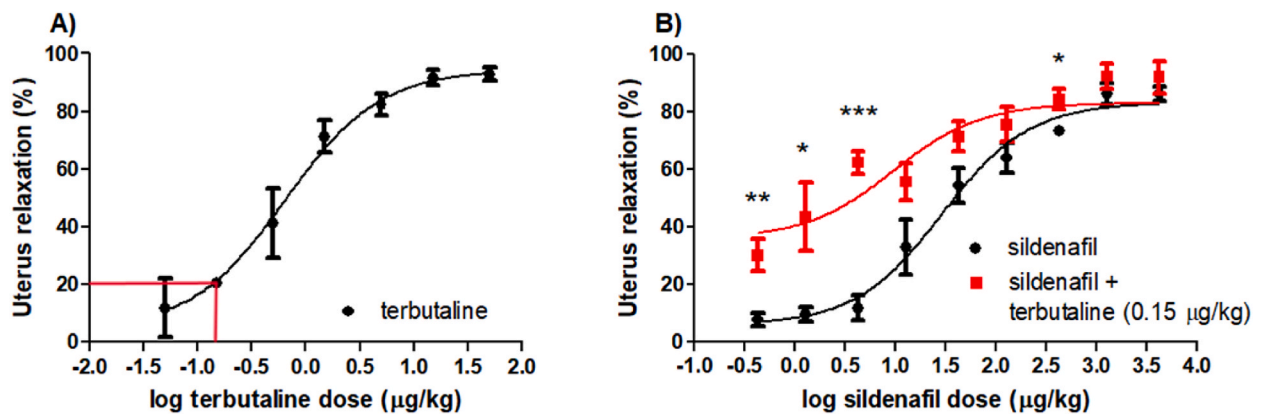 A)
Uterus relaxation (%)
100
80
60
40
20
0
-2.0 -1.5 -1.0 -0.5 0.0 0.5 1.0 1.5 2.0
log terbutaline dose (µg/kg)
terbutaline
B)
Uterus relaxation (%)
100
80
60
40
20
0
-1.0 -0.5 0.0 0.5 1.0 1.5 2.0 2.5 3.0 3.5 4.0
log sildenafil dose (µg/kg)
**
*
***
*
sildenafil
sildenafil +
terbutaline (0.15 µg/kg)